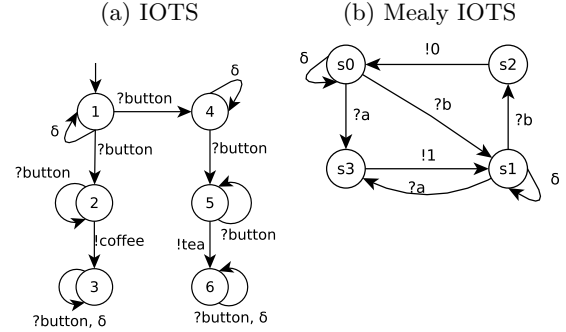 (a) IOTS
(b) Mealy IOTS
δ
!0
s0
s2
δ
?button
1
4
?a
?b
δ
?button
?button
?b
!1
s3
s1
?button
?a
δ
2
5
!coffee
!tea
?button
3
6
?button, δ
?button, δ